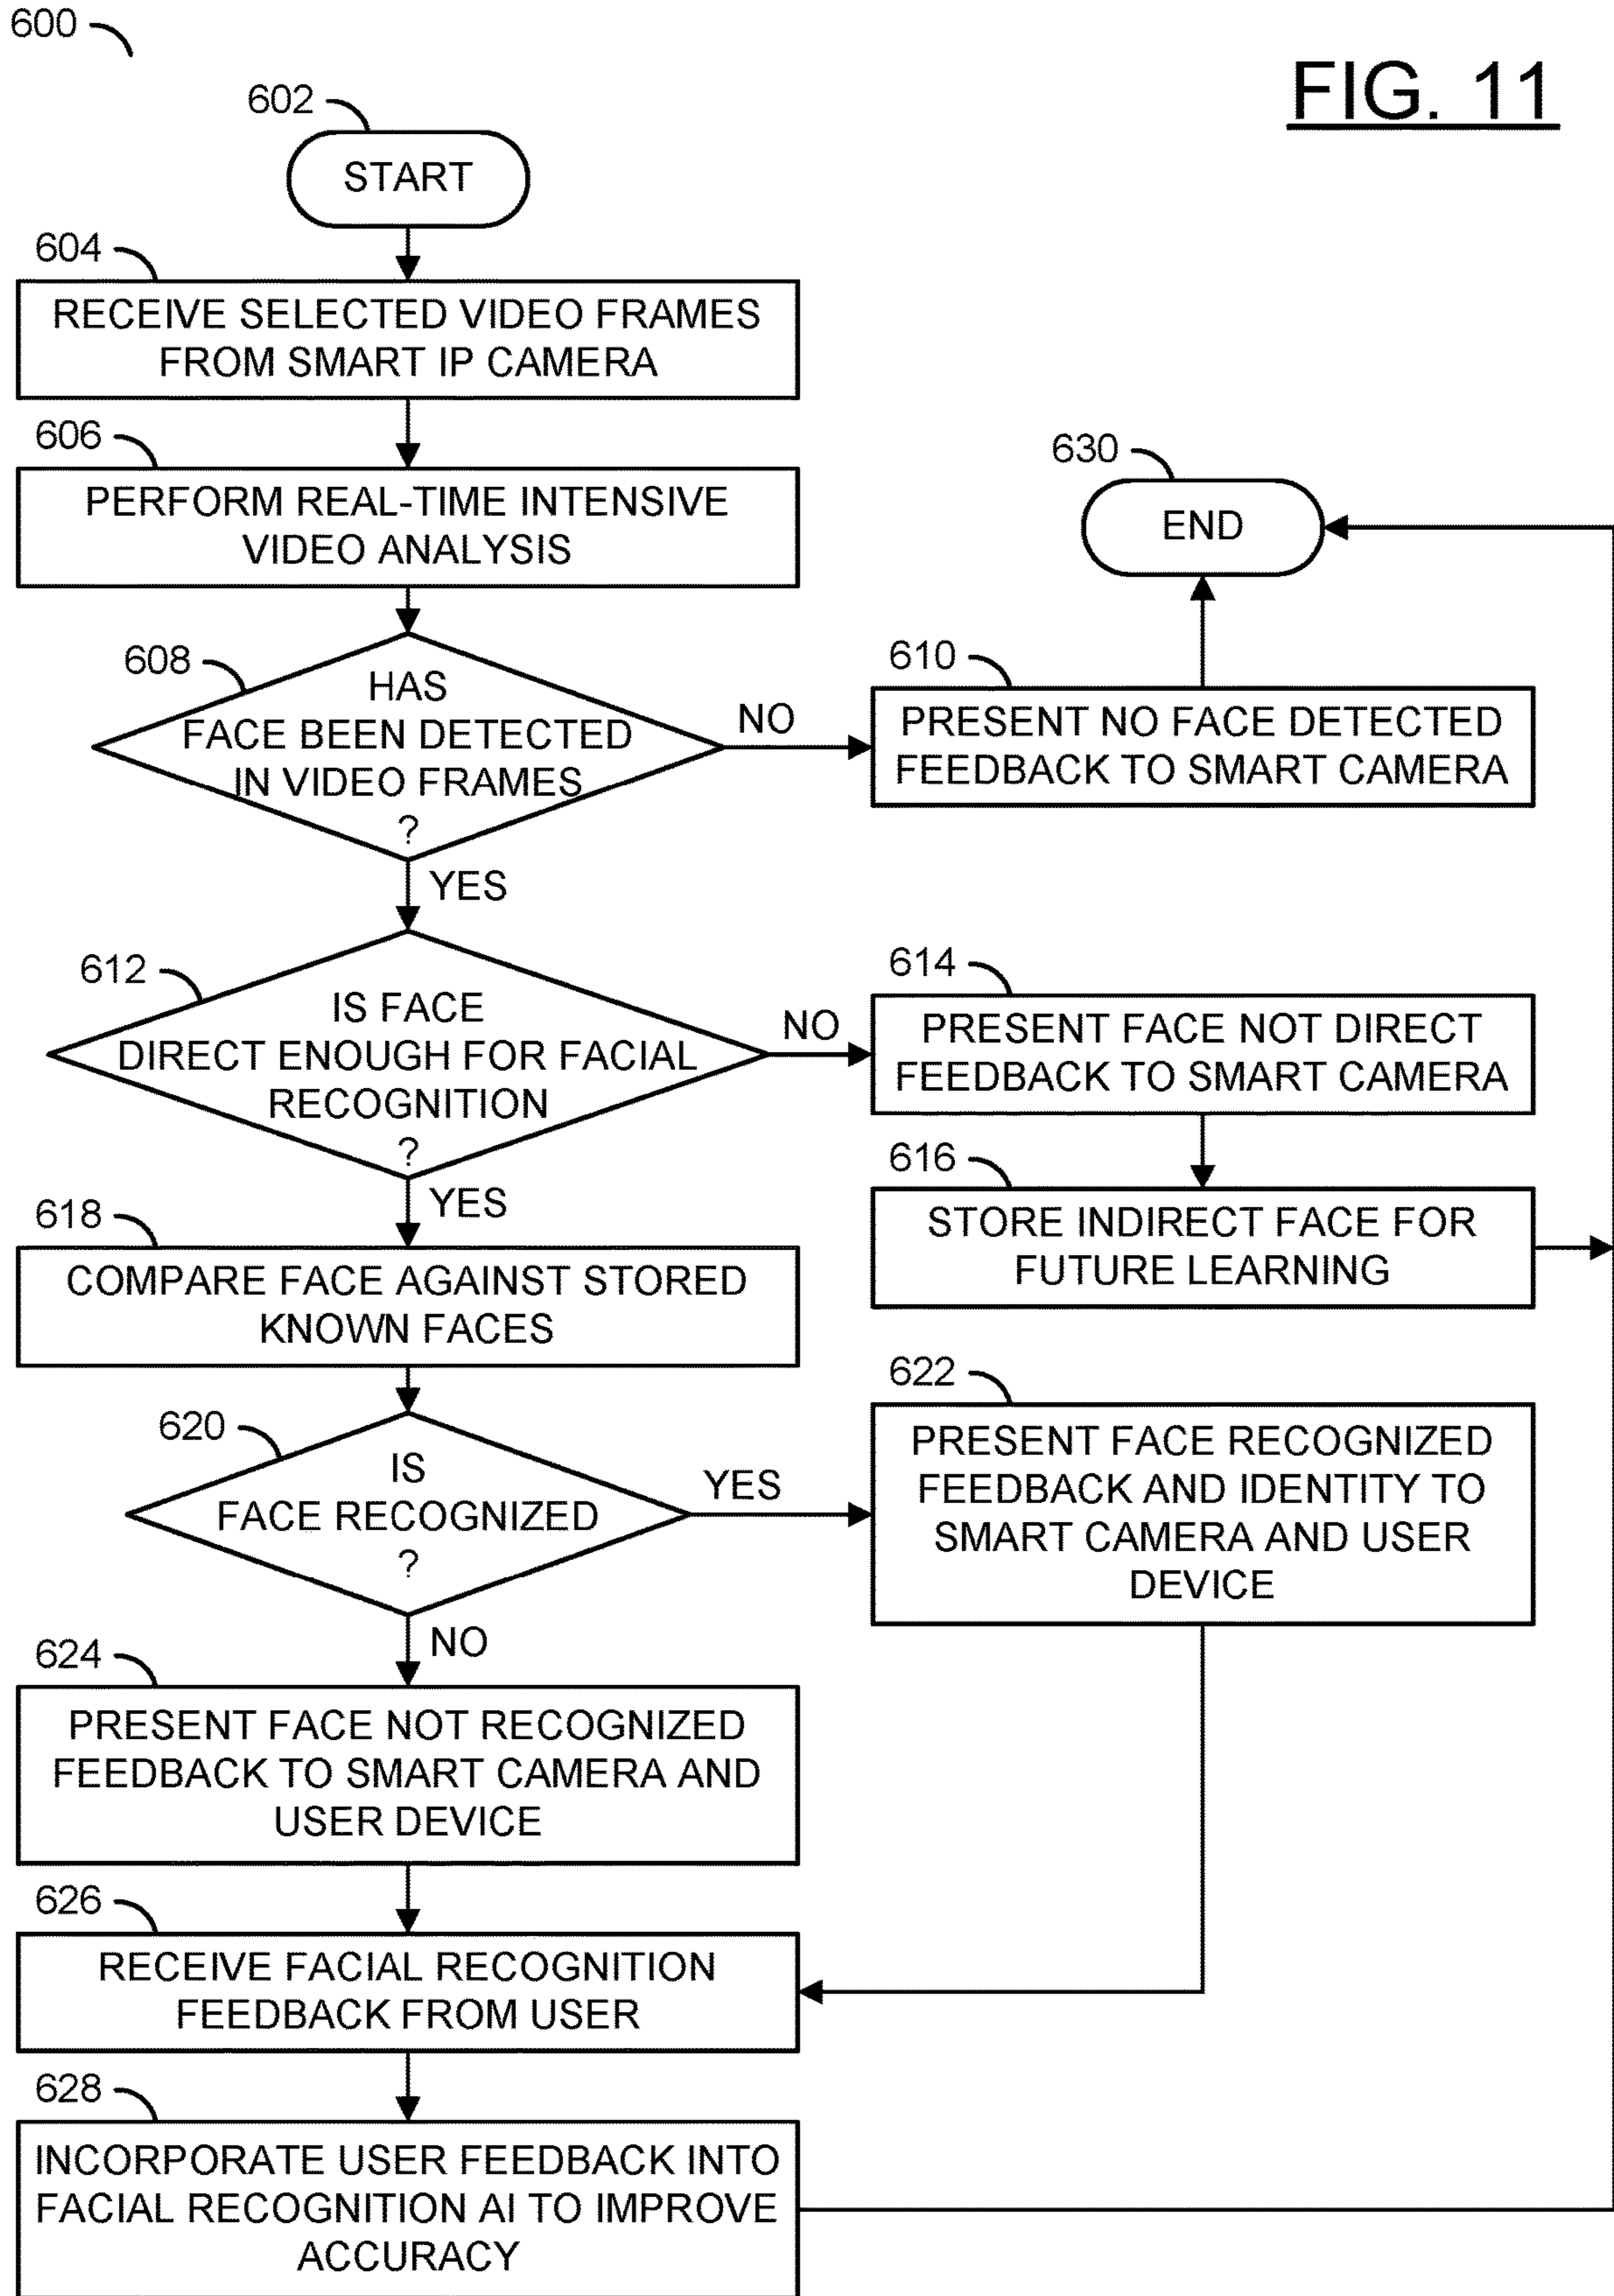 600
FIG. 11
602
START
604
RECEIVE SELECTED VIDEO FRAMES
FROM SMART IP CAMERA
606
PERFORM REAL-TIME INTENSIVE
VIDEO ANALYSIS
630
END
608
HAS
FACE BEEN DETECTED
IN VIDEO FRAMES
?
NO
610
PRESENT NO FACE DETECTED
FEEDBACK TO SMART CAMERA
YES
612
IS FACE
DIRECT ENOUGH FOR FACIAL
RECOGNITION
?
NO
614
PRESENT FACE NOT DIRECT
FEEDBACK TO SMART CAMERA
616
STORE INDIRECT FACE FOR
FUTURE LEARNING
YES
618
COMPARE FACE AGAINST STORED
KNOWN FACES
620
IS
FACE RECOGNIZED
?
YES
622
PRESENT FACE RECOGNIZED
FEEDBACK AND IDENTITY TO
SMART CAMERA AND USER
DEVICE
NO
624
PRESENT FACE NOT RECOGNIZED
FEEDBACK TO SMART CAMERA AND
USER DEVICE
626
RECEIVE FACIAL RECOGNITION
FEEDBACK FROM USER
628
INCORPORATE USER FEEDBACK INTO
FACIAL RECOGNITION AI TO IMPROVE
ACCURACY